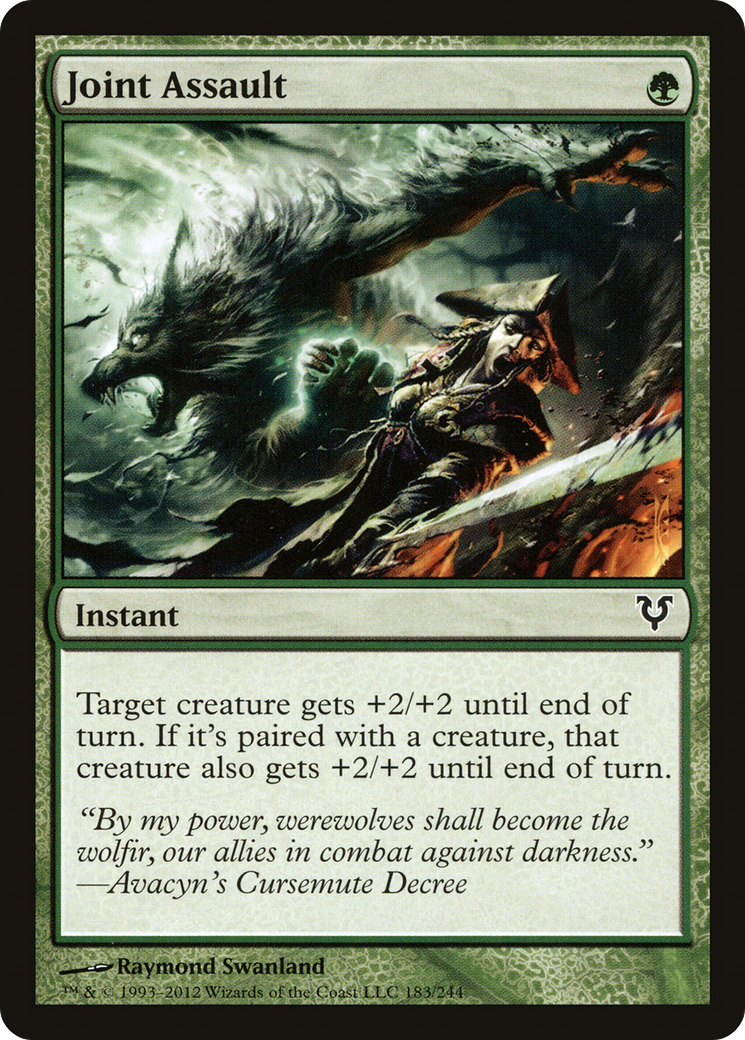 Joint Assault
Instant
Target creature gets +2/+2 until end of
turn. If it's paired with a creature, that
creature also gets +2/+2 until end of turn.
“By my power, werewolves shall become the
wolfir, our allies in combat against darkness.”
—Avacyn's Cursemute Decree
Raymond Swanland
™ & © 1993–2012 Wizards of the Coast LLC 183/244